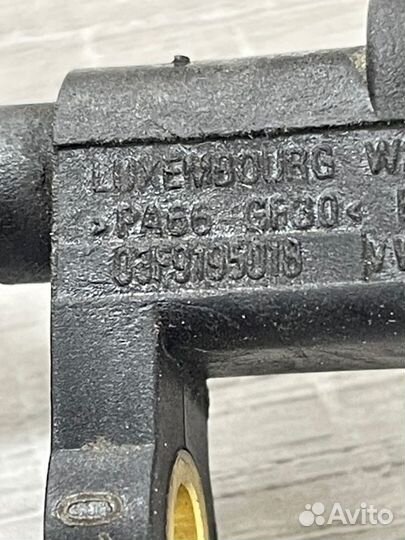 LUXEMBOURG W
>PA66 GF30<
03F919501B
Avito